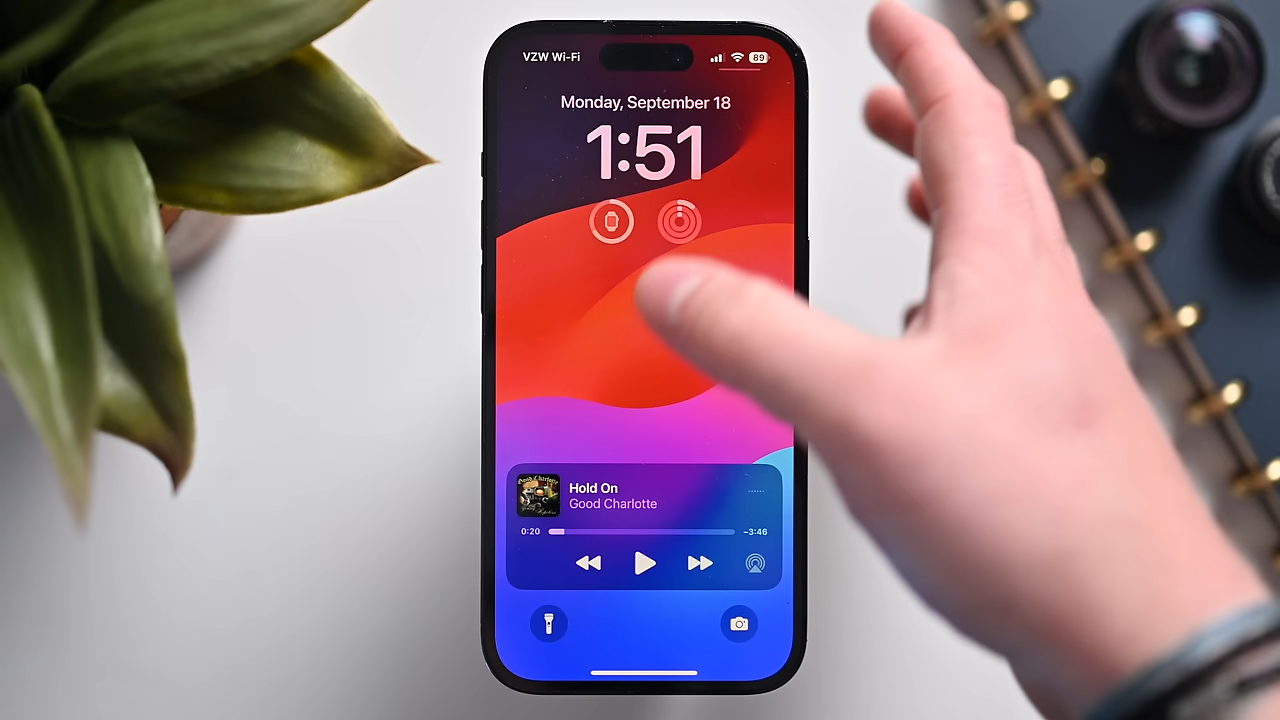 VZW Wi-Fi 89
Monday, September 18
1:51
Hold On
Good Charlotte
0:20 -3:46